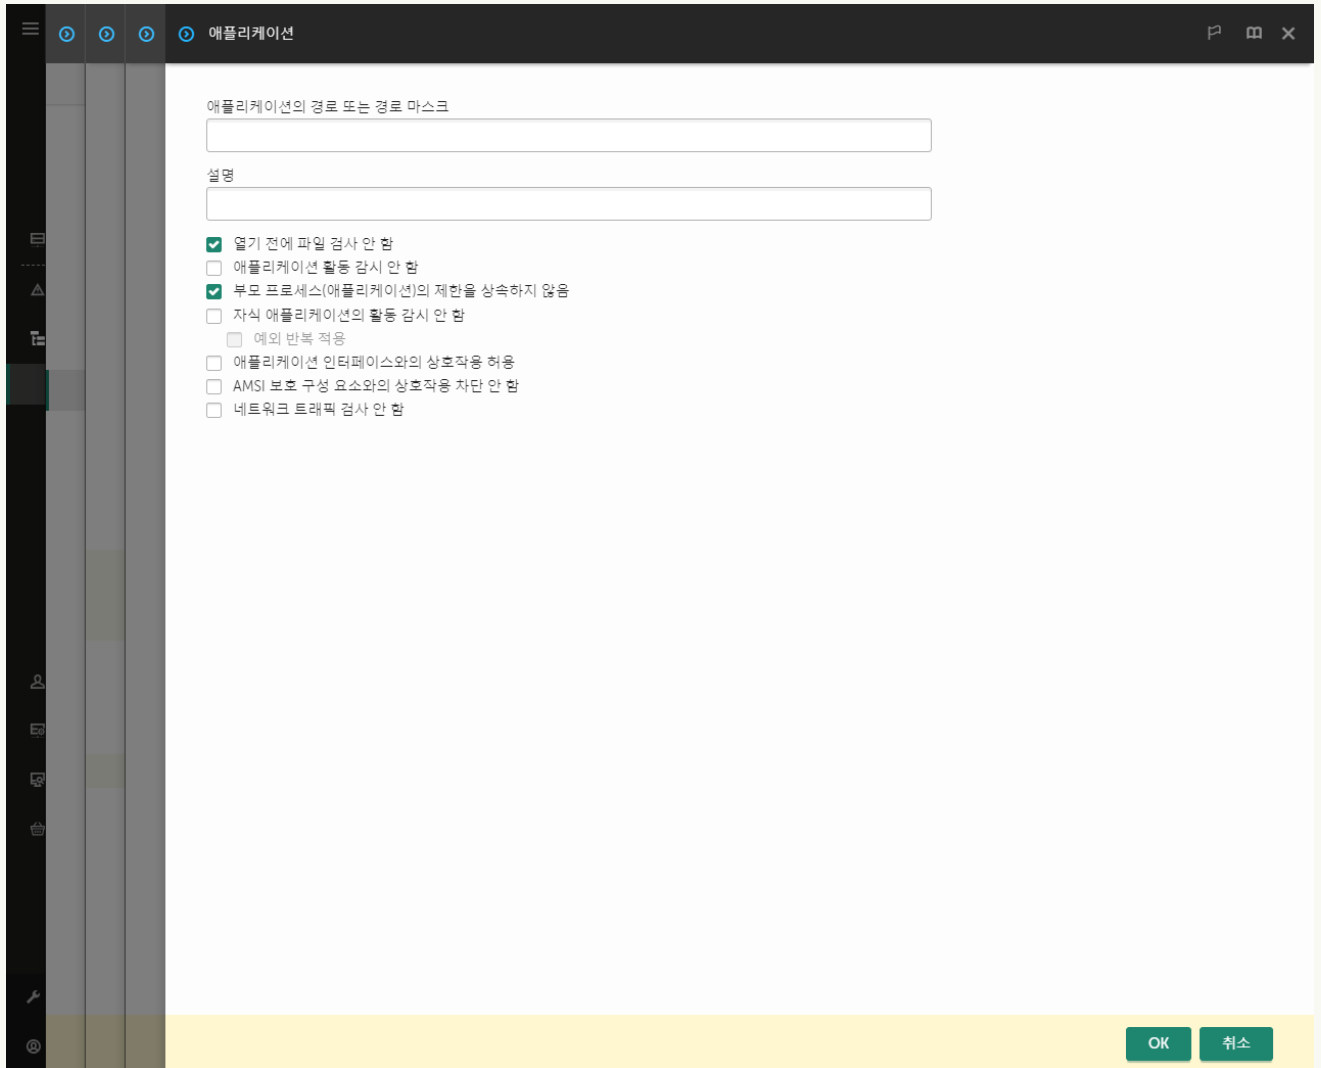 애플리케이션
애플리케이션의 경로 또는 경로 마스크
설명
열기 전에 파일 검사 안 함
애플리케이션 활동 감시 안 함
부모 프로세스(애플리케이션)의 제한을 상속하지 않음
자식 애플리케이션의 활동 감시 안 함
예외 반복 적용
애플리케이션 인터페이스와의 상호작용 허용
AMSI 보호 구성 요소와의 상호작용 차단 안 함
네트워크 트래픽 검사 안 함
OK 취소